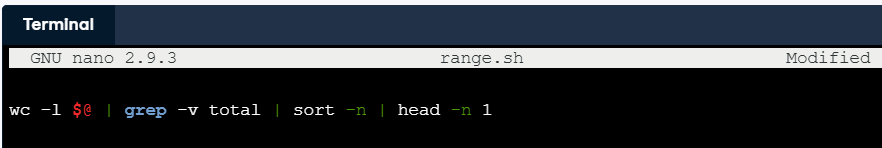 Terminal
GNU nano 2.9.3 range.sh Modified
wc -l $@ | grep -v total | sort -n | head -n 1